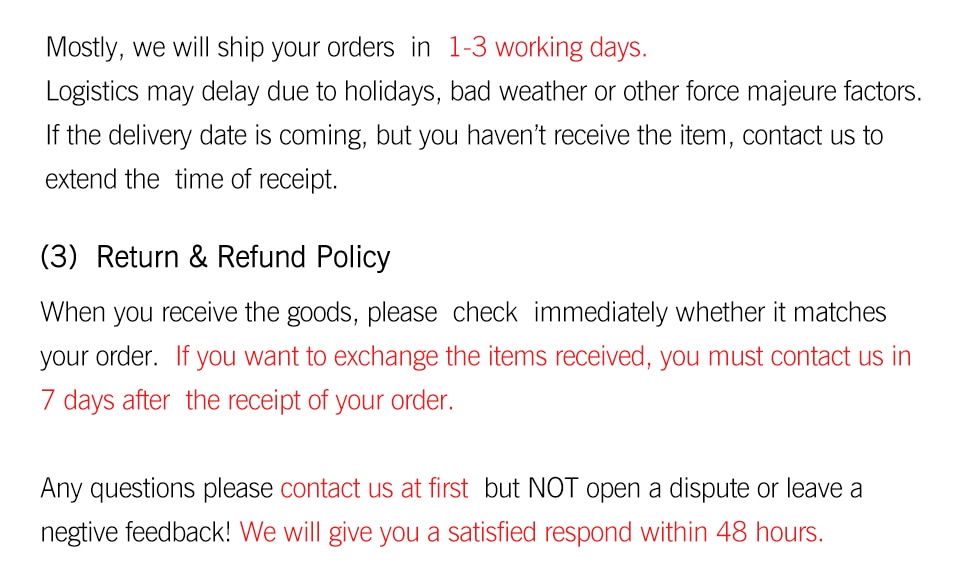 Mostly, we will ship your orders in 1-3 working days.
Logistics may delay due to holidays, bad weather or other force majeure factors.
If the delivery date is coming, but you haven't receive the item, contact us to
extend the time of receipt.
(3) Return & Refund Policy
When you receive the goods, please check immediately whether it matches
your order. If you want to exchange the items received, you must contact us in
7 days after the receipt of your order.
Any questions please contact us at first but NOT open a dispute or leave a
negtive feedback! We will give you a satisfied respond within 48 hours.